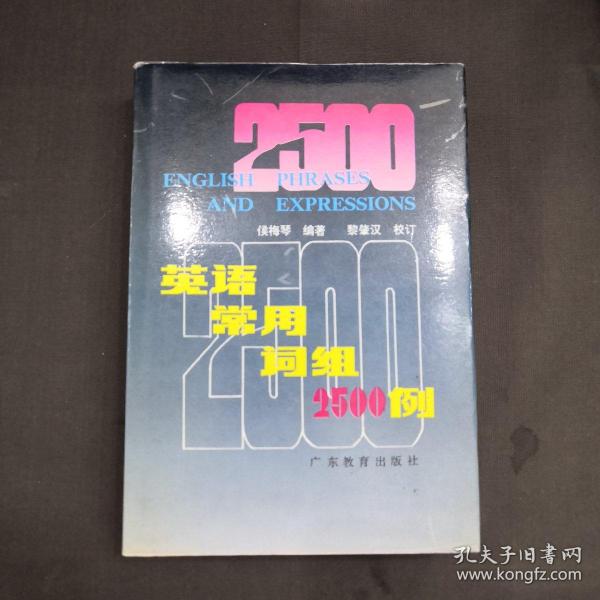 2500
ENGLISH PHRASES
AND EXPRESSIONS
侯梅琴 编著 黎肇汉 校订
2500
英语
常用
词组
2500例
广东教育出版社
孔夫子旧书网
www.kongfz.com